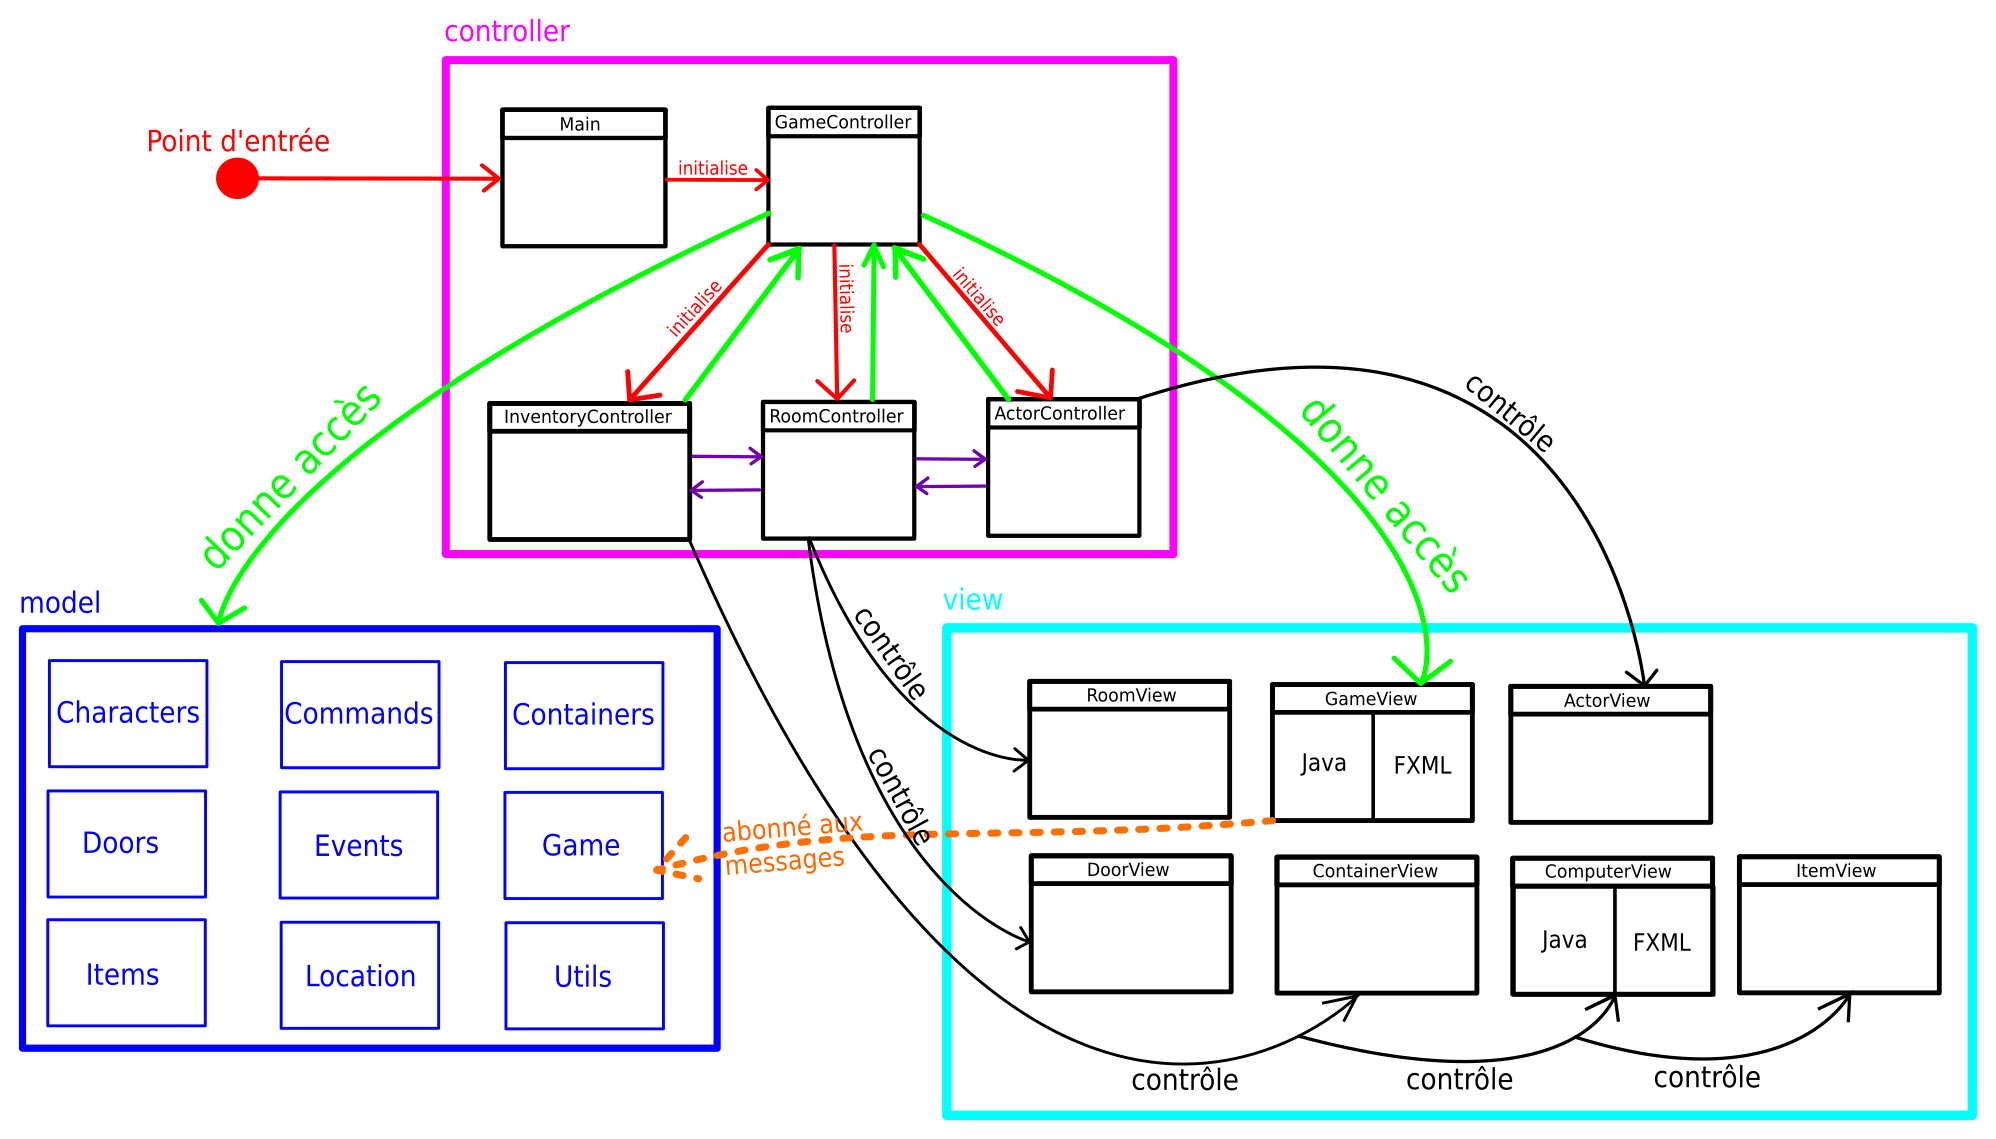 controller
Point d'entrée
Main
GameController
initialise
initialise
initialise
initialise
InventoryController
RoomController
ActorController
donne accès
donne accès
contrôle
model
view
Characters
Commands
Containers
Doors
Events
Game
Items
Location
Utils
abonné aux
messages
contrôle
contrôle
RoomView
GameView
Java
FXML
ActorView
DoorView
ContainerView
ComputerView
Java
FXML
ItemView
contrôle
contrôle
contrôle